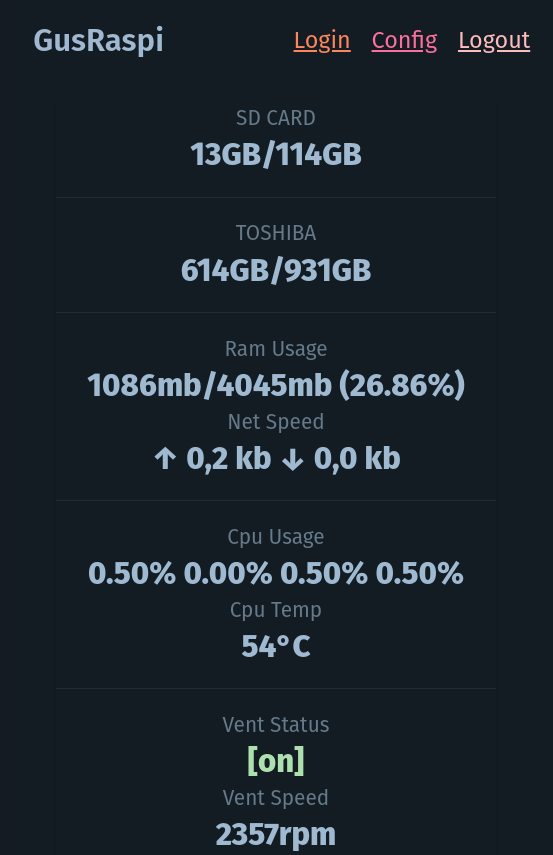 GusRaspi Login Config Logout
SD CARD
13GB/114GB
TOSHIBA
614GB/931GB
Ram Usage
1086mb/4045mb (26.86%)
Net Speed
↑ 0,2 kb ↓ 0,0 kb
Cpu Usage
0.50% 0.00% 0.50% 0.50%
Cpu Temp
54°C
Vent Status
[on]
Vent Speed
2357rpm